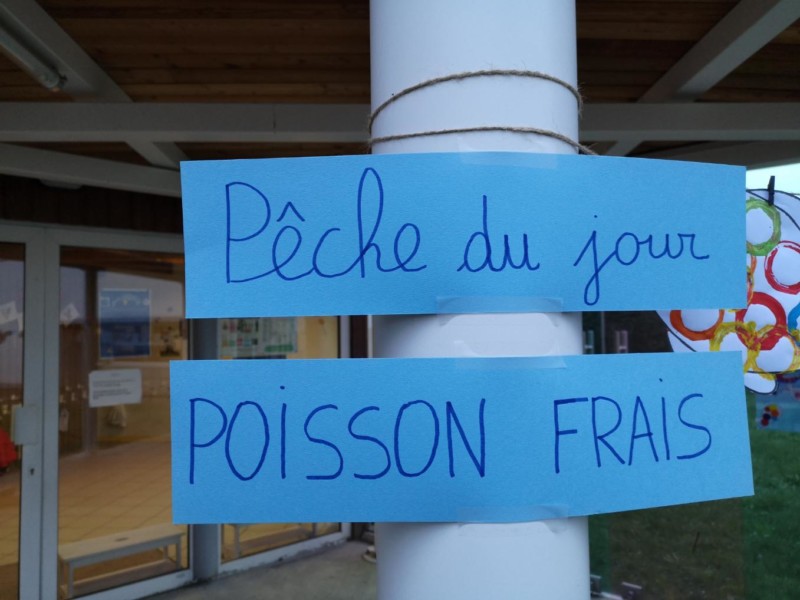 Pêche du jour
POiSSON FRAiS